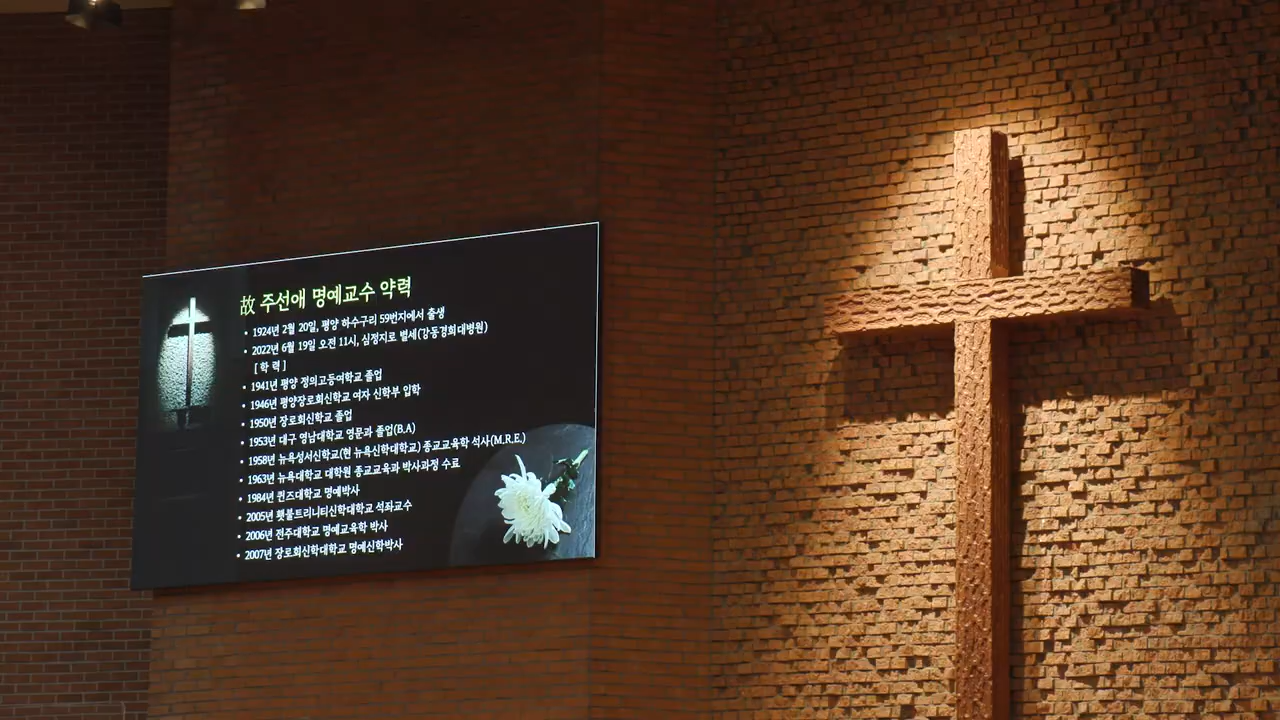 故 주선애 명예교수 약력
• 1924년 2월 20일, 평양 하수구리 59번지에서 출생
• 2022년 6월 19일 오전 11시, 심정지로 별세(강동경희대병원)
[ 학 력 ]
• 1941년 평양 정의고등여학교 졸업
• 1946년 평양장로회신학교 여자 신학부 입학
• 1950년 장로회신학교 졸업
• 1953년 대구 영남대학교 영문과 졸업(B.A)
• 1958년 뉴욕성서신학교(현 뉴욕신학대학교) 종교교육학 석사(M.R.E.)
• 1963년 뉴욕대학교 대학원 종교교육과 박사과정 수료
• 1984년 퀸즈대학교 명예박사
• 2005년 횃불트리니티신학대학교 석좌교수
• 2006년 전주대학교 명예교육학 박사
• 2007년 장로회신학대학교 명예신학박사